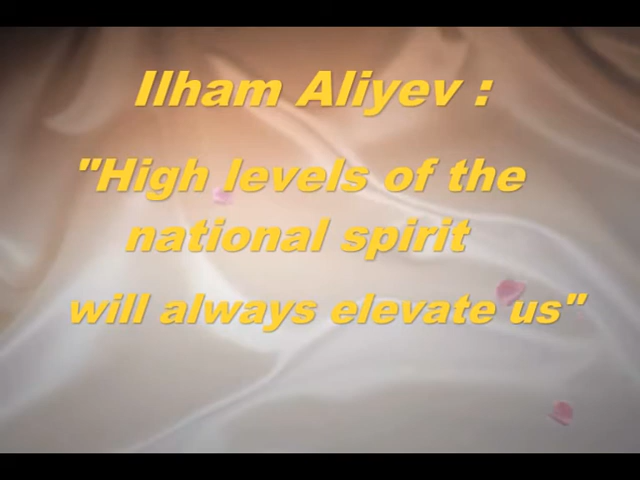 Ilham Aliyev :
"High levels of the
national spirit
will always elevate us"